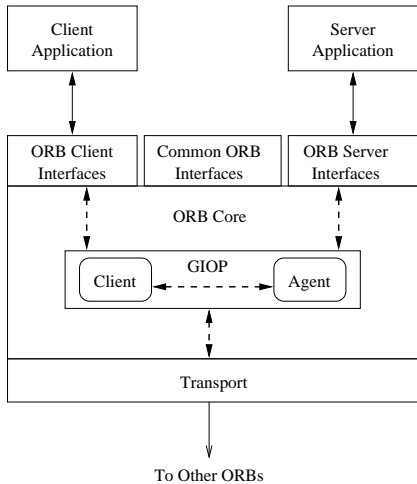 Client
Application
Server
Application
ORB Client
Interfaces
Common ORB
Interfaces
ORB Server
Interfaces
ORB Core
GIOP
Client
Agent
Transport
To Other ORBs